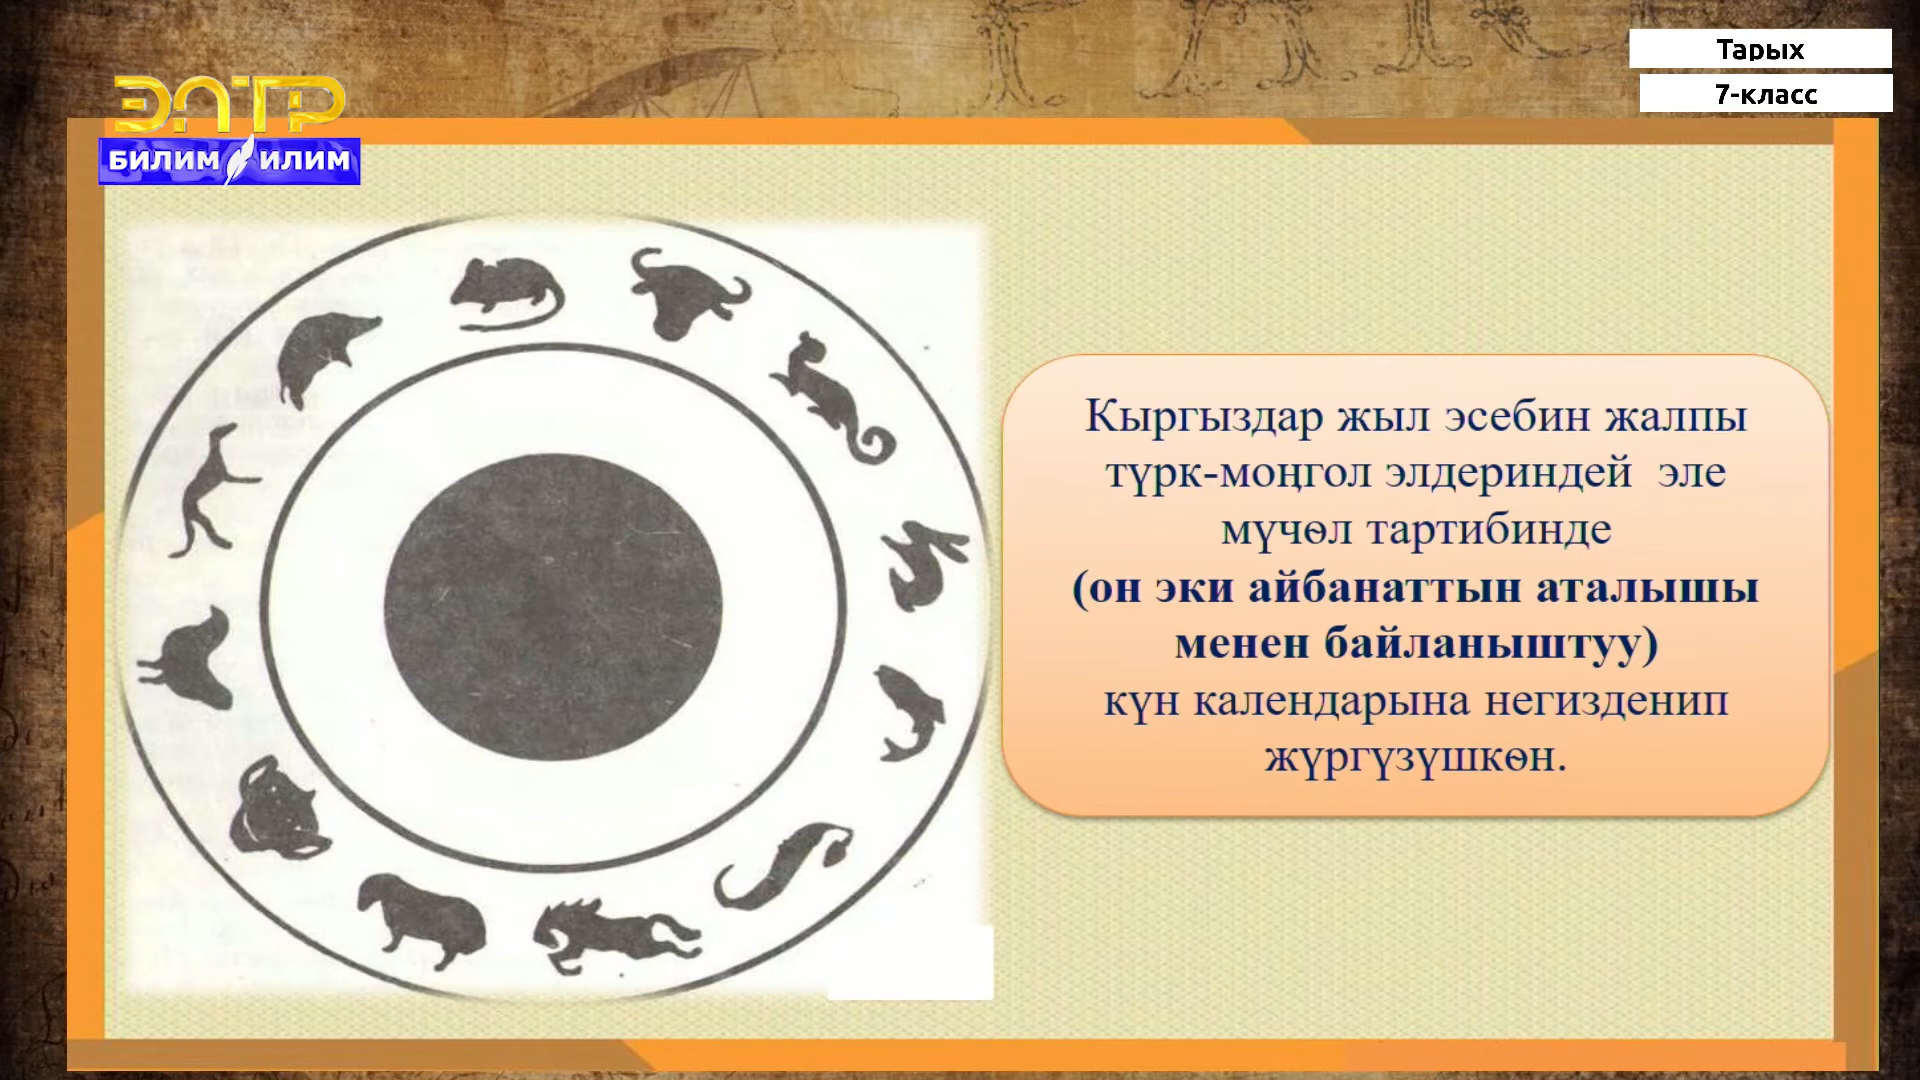 Тарых
7-класс
ЭЛТР
БИЛИМ ИЛИМ
Кыргыздар жыл эсебин жалпы
түрк-моңгол элдериндей эле
мүчөл тартибинде
(он эки айбанаттын аталышы
менен байланыштуу)
күн календарына негизденип
жүргүзүшкөн.